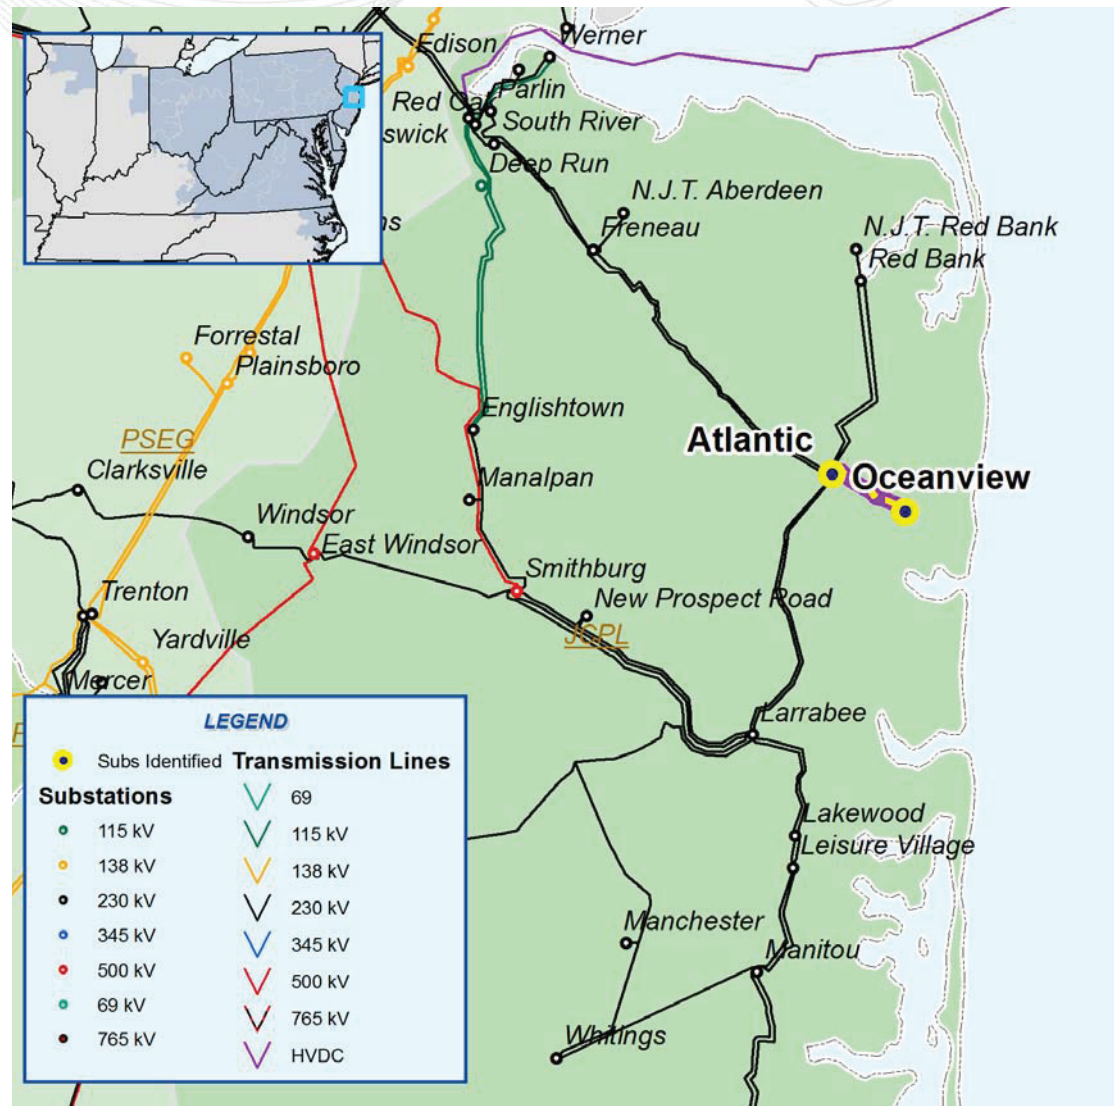 Werner
Edison
Parlin
Red Oak
South River
swick
Deep Run
N.J.T. Aberdeen
Freneau
N.J.T. Red Bank
Red Bank
ns
Forrestal
Plainsboro
Englishtown
PSEG
Clarksville
Atlantic
Oceanview
Manalpan
Windsor
East Windsor
Smithburg
New Prospect Road
Trenton
JCPL
Yardville
Mercer
Larrabee
LEGEND
Subs Identified
Transmission Lines
Substations
69
115 kV
115 kV
138 kV
138 kV
230 kV
230 kV
345 kV
345 kV
500 kV
500 kV
69 kV
765 kV
765 kV
HVDC
Lakewood
Leisure Village
Manchester
Manitou
Whitings